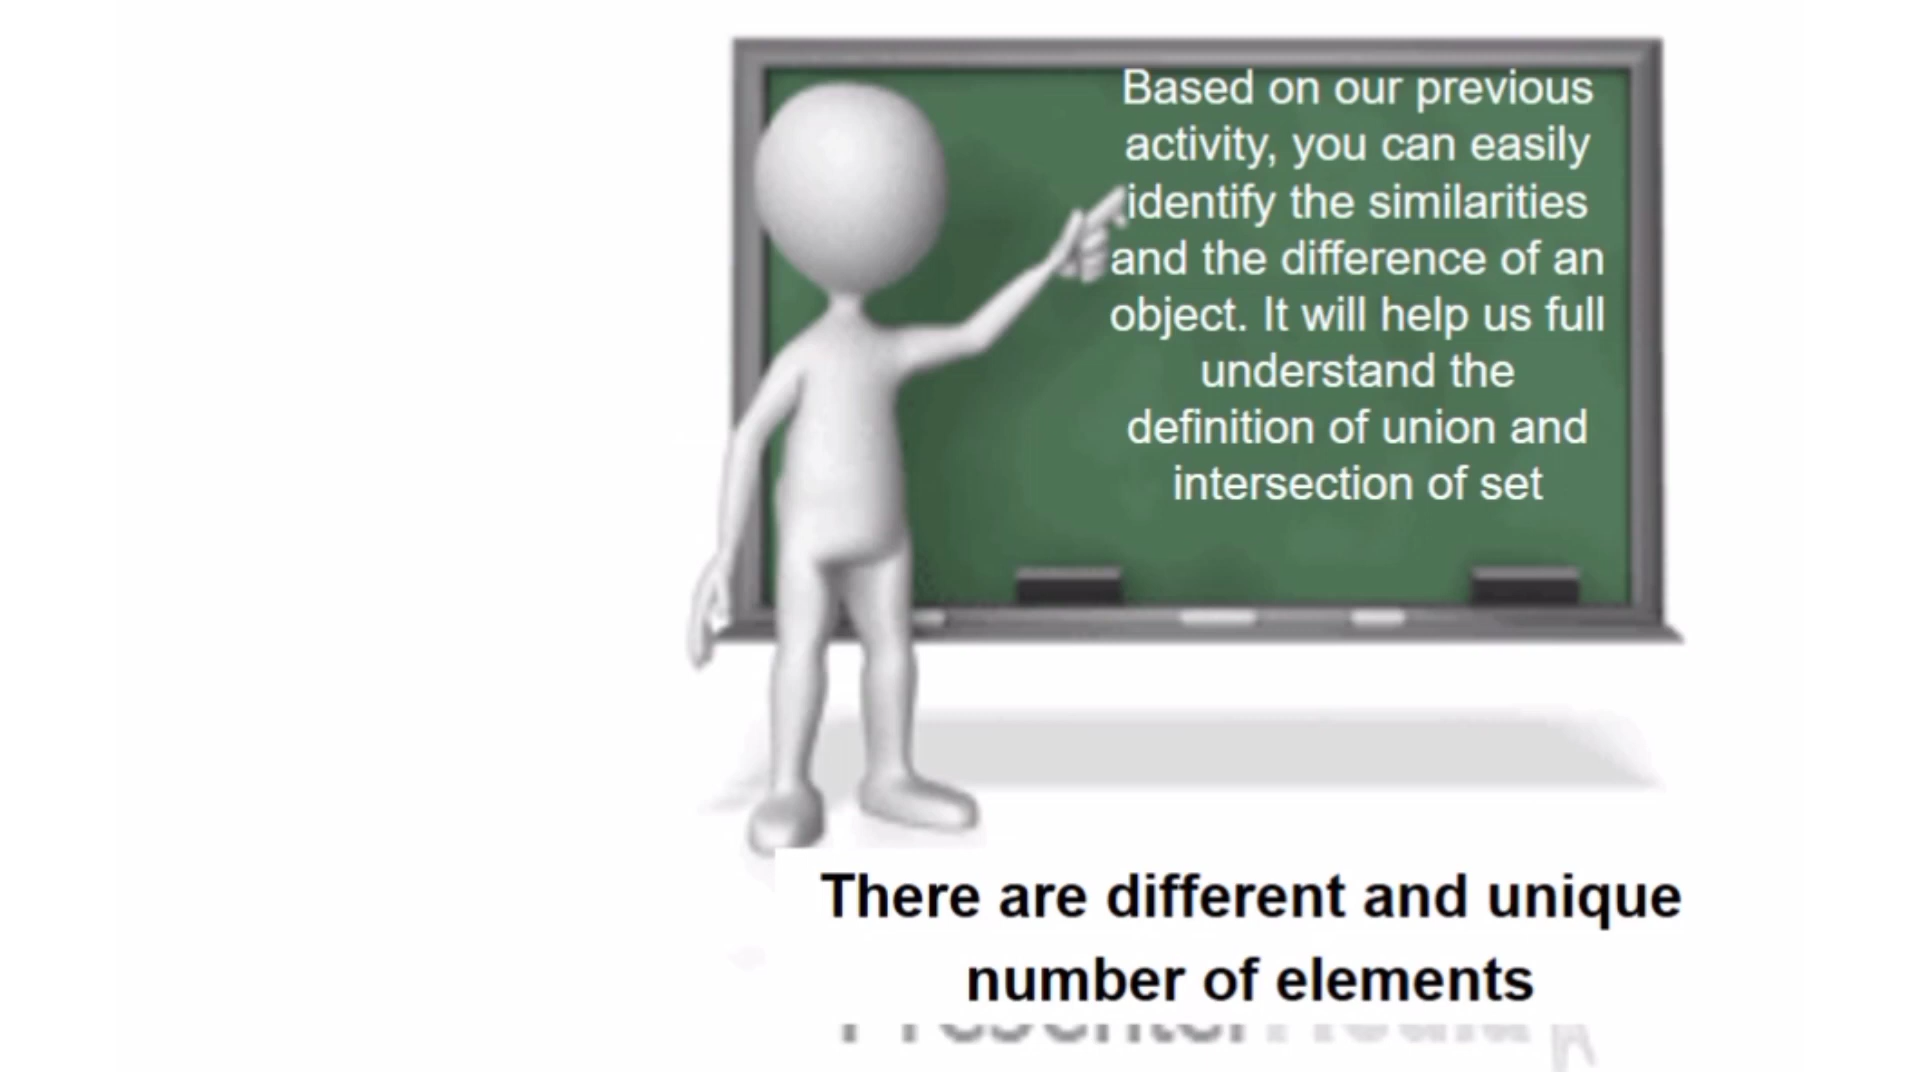 Based on our previous
activity, you can easily
identify the similarities
and the difference of an
object. It will help us full
understand the
definition of union and
intersection of set
There are different and unique
number of elements